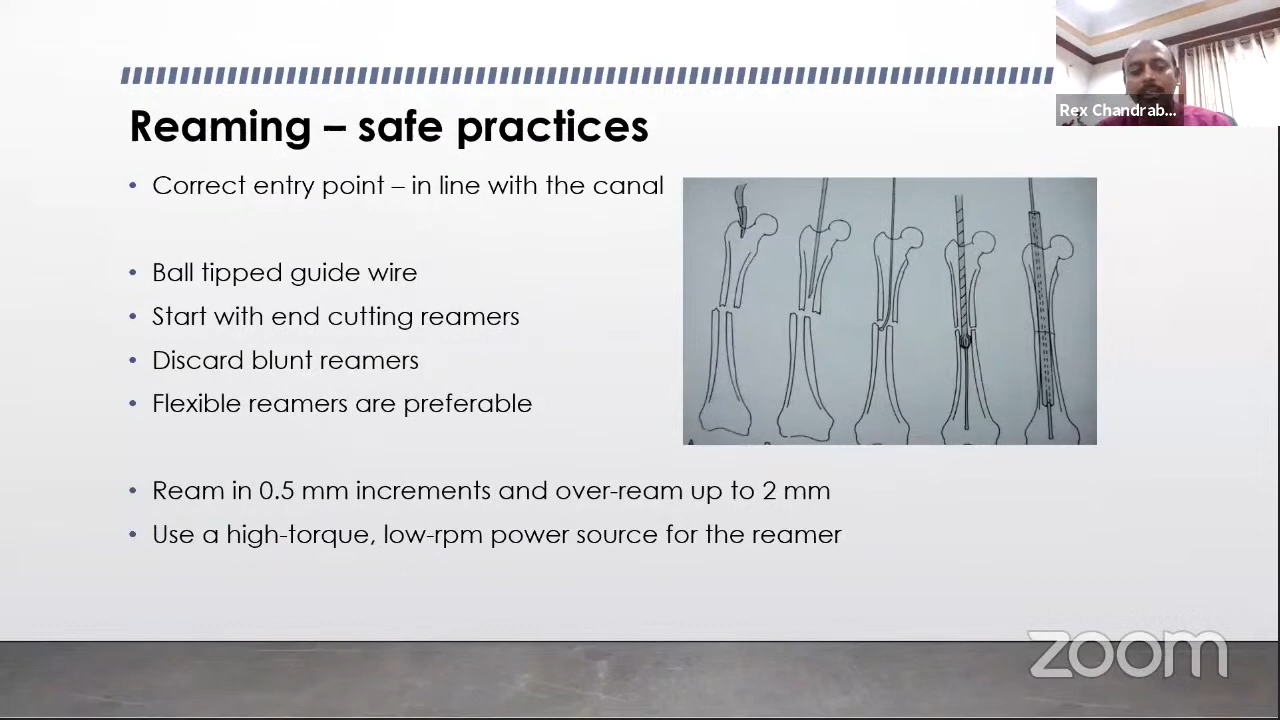 Rex Chandrab...
Reaming – safe practices
• Correct entry point – in line with the canal
• Ball tipped guide wire
• Start with end cutting reamers
• Discard blunt reamers
• Flexible reamers are preferable
• Ream in 0.5 mm increments and over-ream up to 2 mm
• Use a high-torque, low-rpm power source for the reamer
zoom